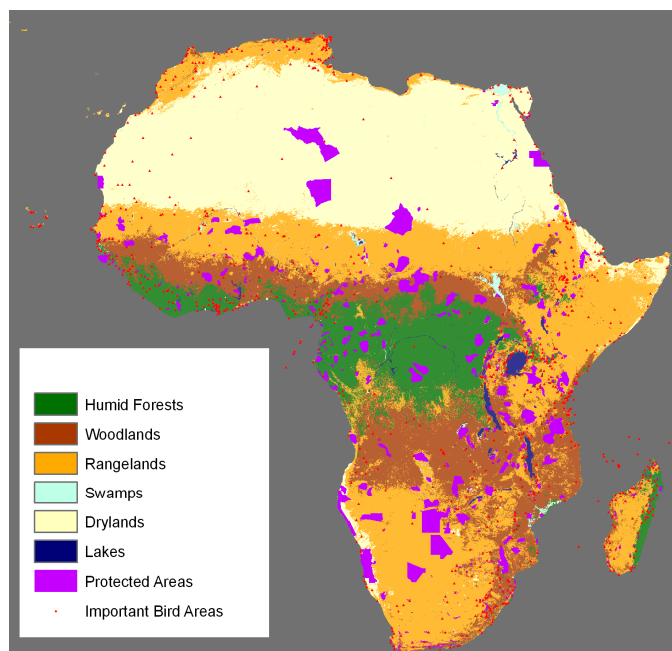 Humid Forests
Woodlands
Rangelands
Swamps
Drylands
Lakes
Protected Areas
Important Bird Areas